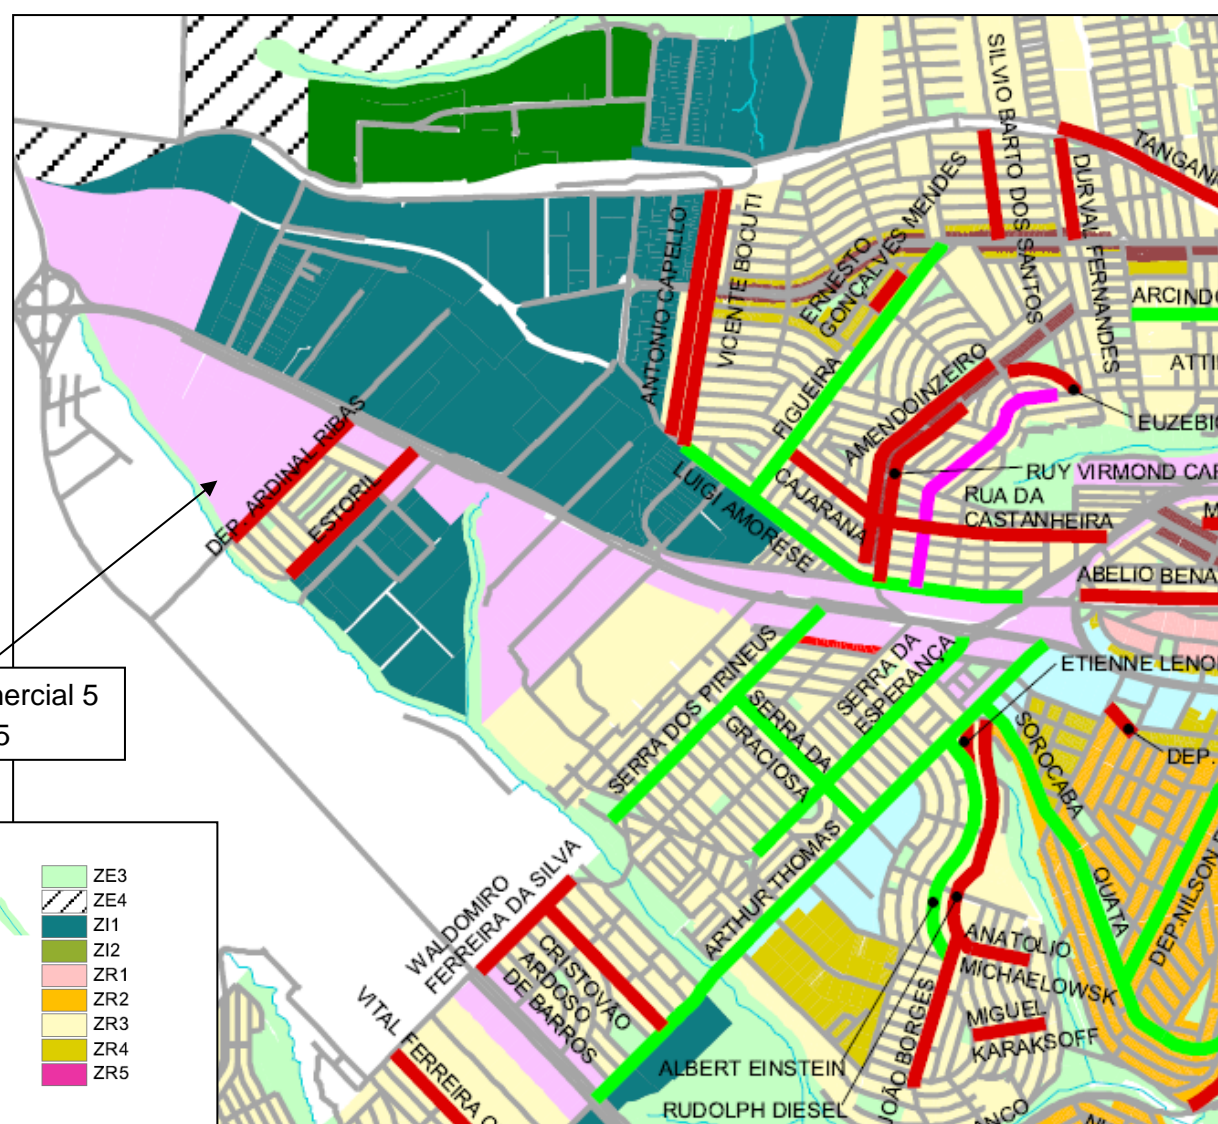 SILVIO BARTO DOS SANTOS
DURVAL FERNANDES
ERNESTO
GONÇALVES MENDES
ANTONIO CAPELLO
VICENTE BOCUTI
ARCINDO
ATTI
FIGUEIRA
AMENDOINZEIRO
EUZEBIO
RUY VIRMOND CAR
RUA DA
CASTANHEIRA
CAJARANA
LUIGI AMORESE
DEP. ARDINAL RIBAS
ESTORIL
ABELIO BENA
ETIENNE LENO
SERRA DOS PIRINEUS
SERRA DA
ESPERANÇA
SERRA DA
GRACIOSA
SOROCABA
DEP.
QUATA
DEP.NILSON
ARTHUR THOMAS
WALDOMIRO
FERREIRA DA SILVA
CRISTOVÃO
ARDOSO
DE BARROS
VITAL FERREIRA
ANATOLIO
MICHAELOWSK
MIGUEL
KARAKSOFF
JOÃO BORGES
ALBERT EINSTEIN
RUDOLPH DIESEL
NCO
ercial 5
5
ZE3
ZE4
ZI1
ZI2
ZR1
ZR2
ZR3
ZR4
ZR5